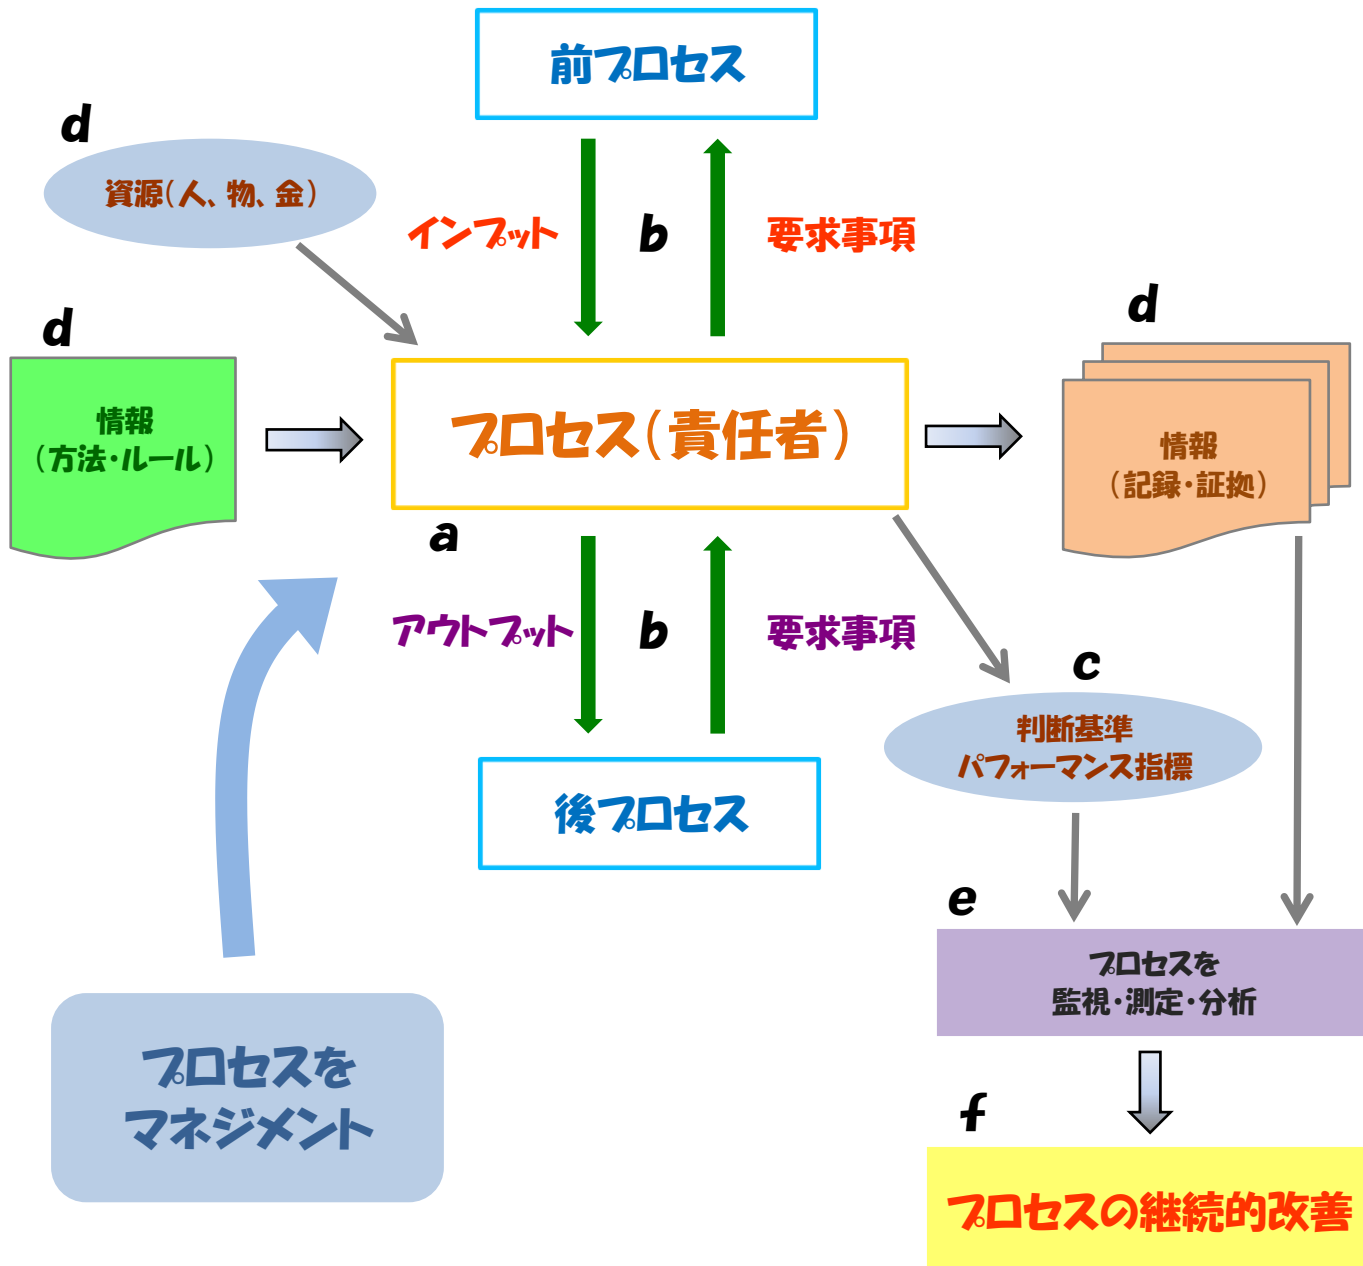 前プロセス
d
資源(人、物、金)
インプット
b
要求事項
d
情報
(方法・ルール)
プロセス(責任者)
d
情報
(記録・証拠)
a
アウトプット
b
要求事項
c
判断基準
パフォーマンス指標
後プロセス
e
プロセスを
監視・測定・分析
プロセスを
マネジメント
f
プロセスの継続的改善